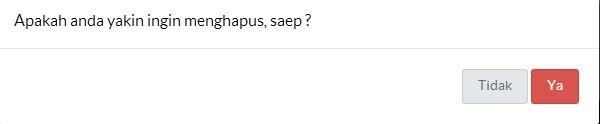 Apakah anda yakin ingin menghapus, saep ?
Tidak
Ya